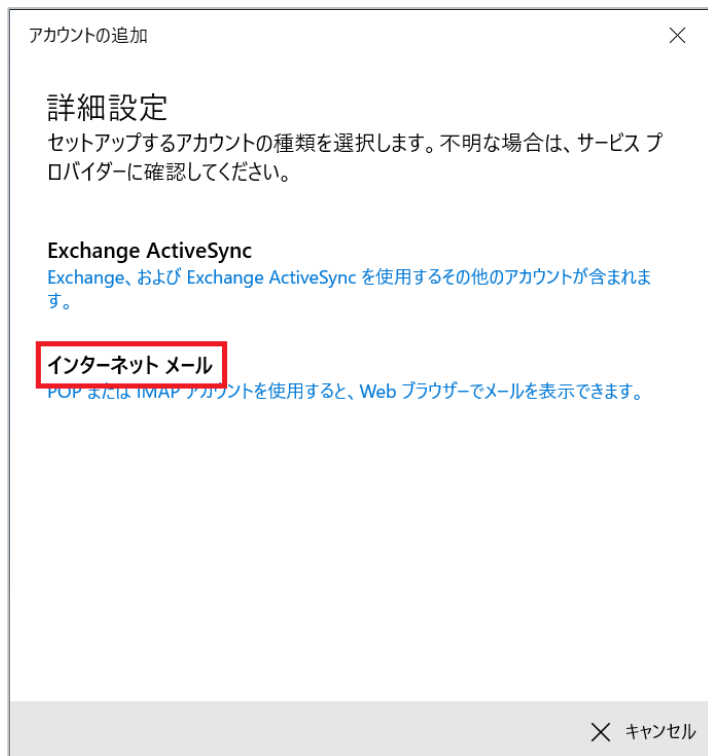 アカウントの追加
詳細設定
セットアップするアカウントの種類を選択します。不明な場合は、サービス プ
ロバイダーに確認してください。
Exchange ActiveSync
Exchange、および Exchange ActiveSync を使用するその他のアカウントが含まれま
す。
インターネット メール
POP または IMAP アカウントを使用すると、Web ブラウザーでメールを表示できます。
キャンセル